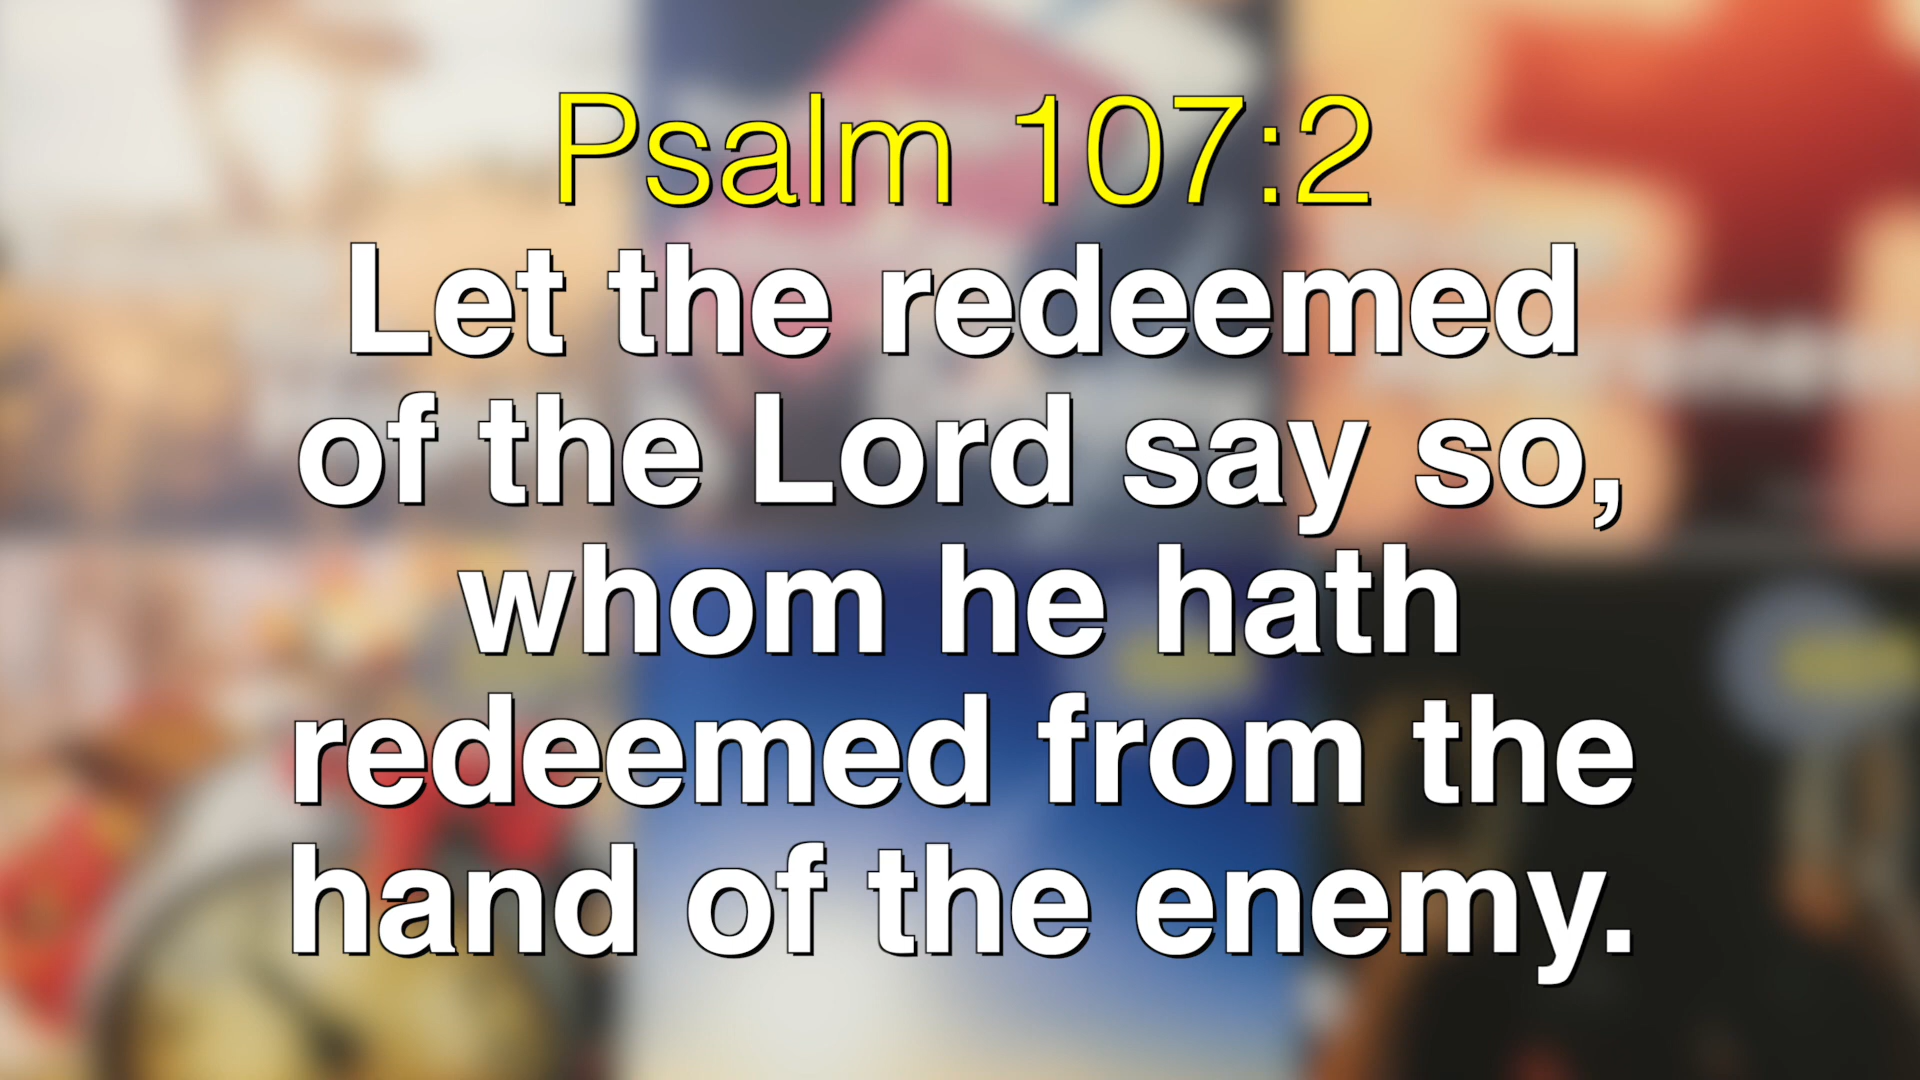 Psalm 107:2
Let the redeemed
of the Lord say so,
whom he hath
redeemed from the
hand of the enemy.